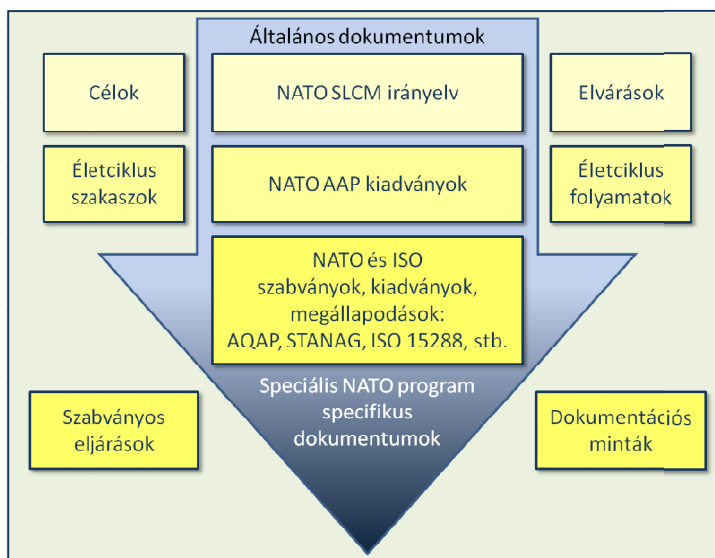 Általános dokumentumok
Célok
NATO SLCM irányelv
Elvárások
Életciklus
szakaszok
NATO AAP kiadványok
Életciklus
folyamatok
NATO és ISO
szabványok, kiadványok,
megállapodások:
AQAP, STANAG, ISO 15288, stb.
Speciális NATO program
specifikus
dokumentumok
Szabványos
eljárások
Dokumentációs
minták